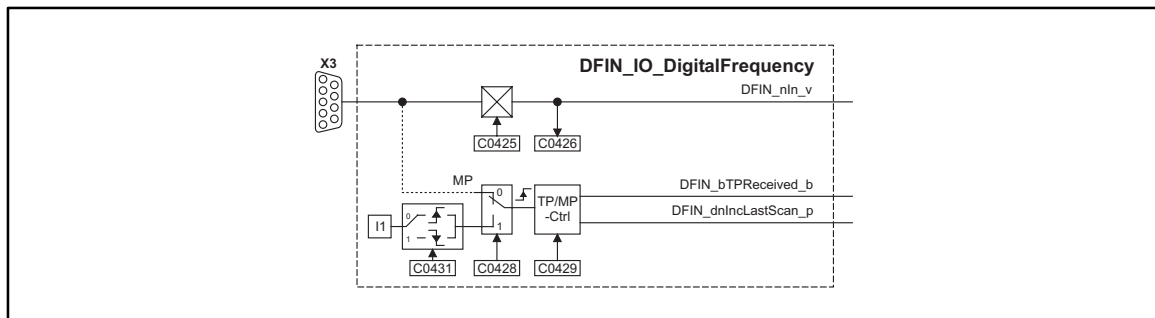 X3
DFIN_IO_DigitalFrequency
DFIN_nIn_v
C0425
C0426
MP
0
1
TP/MP
-Ctrl
DFIN_bTPReceived_b
DFIN_dnIncLastScan_p
I1
0
1
C0431
C0428
C0429